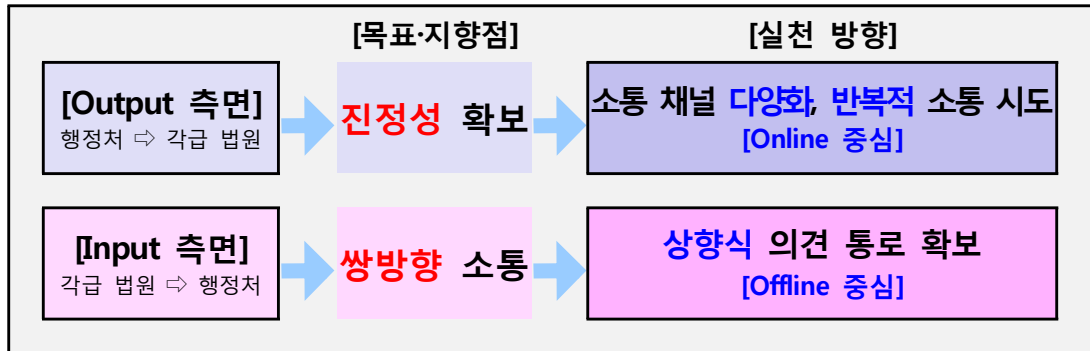 [목표·지향점] [실천 방향]
[Output 측면]
행정처 ⇨ 각급 법원
진정성 확보
소통 채널 다양화, 반복적 소통 시도
[Online 중심]
[Input 측면]
각급 법원 ⇨ 행정처
쌍방향 소통
상향식 의견 통로 확보
[Offline 중심]